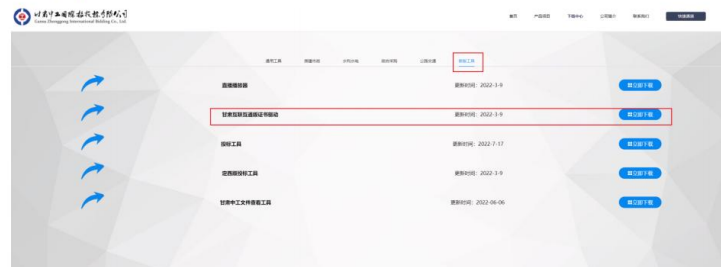 甘肃中工国际招投标有限公司
Gansu Zhonggong International Bidding Co., Ltd.
首页 产品项目 下载中心 公司简介 联系我们
通用工具 投标工具
直播播放器 更新时间：2022-3-9 立即下载
甘肃互联互通版证书驱动 更新时间：2022-3-9 立即下载
投标工具 更新时间：2022-7-17 立即下载
定西版投标工具 更新时间：2022-3-9 立即下载
甘肃中工文件查看工具 更新时间：2022-06-06 立即下载